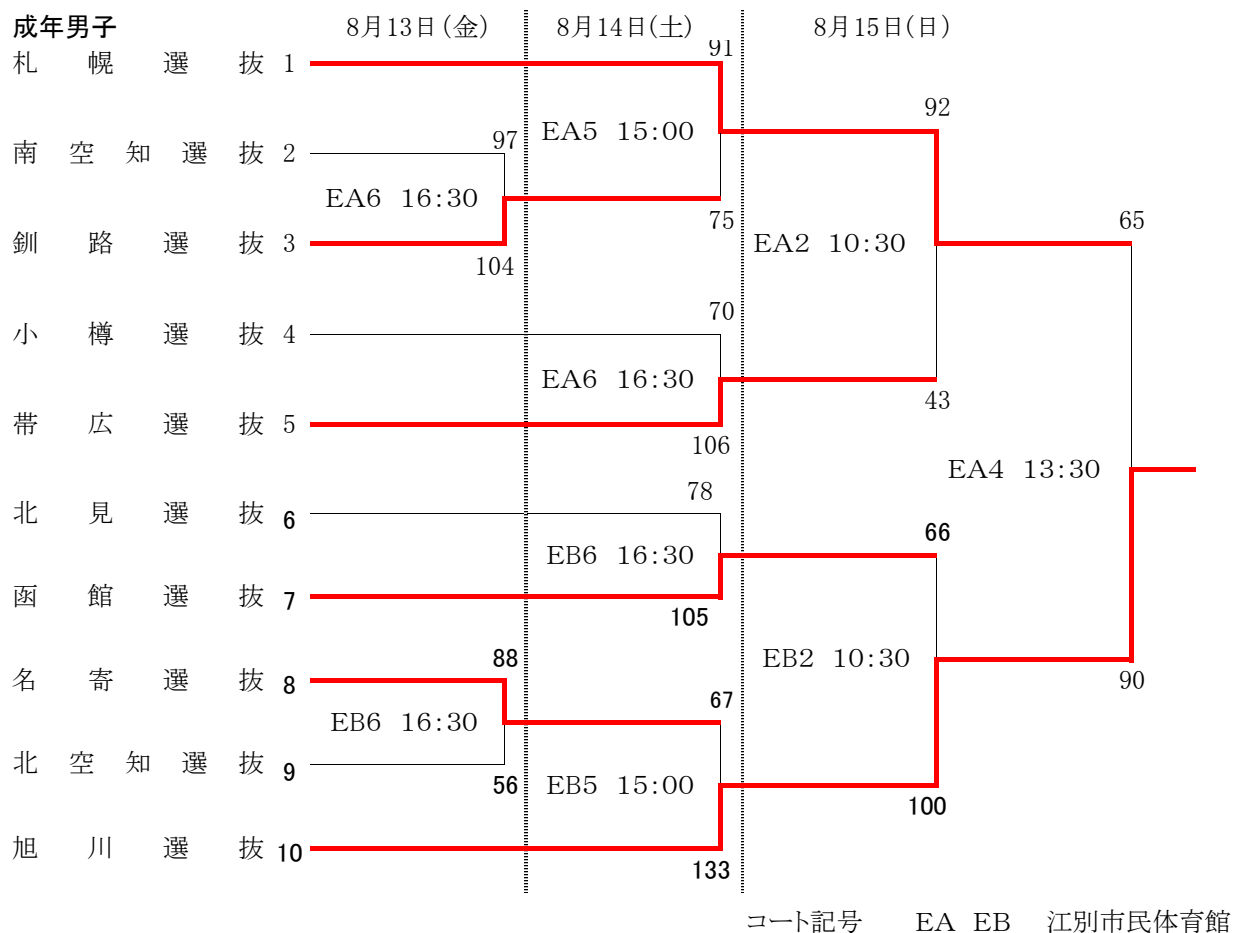 成年男子 8月13日(金) 8月14日(土) 8月15日(日)
91
札幌選抜 1
92
EA5 15:00
97
南空知選抜 2
EA6 16:30
75
65
釧路選抜 3
EA2 10:30
104
70
小樽選抜 4
EA6 16:30
43
帯広選抜 5
106
EA4 13:30
78
北見選抜 6
66
EB6 16:30
函館選抜 7
105
88
EB2 10:30
名寄選抜 8
90
67
EB6 16:30
北空知選抜 9
56
EB5 15:00
100
旭川選抜 10
133
コート記号 EA EB 江別市民体育館